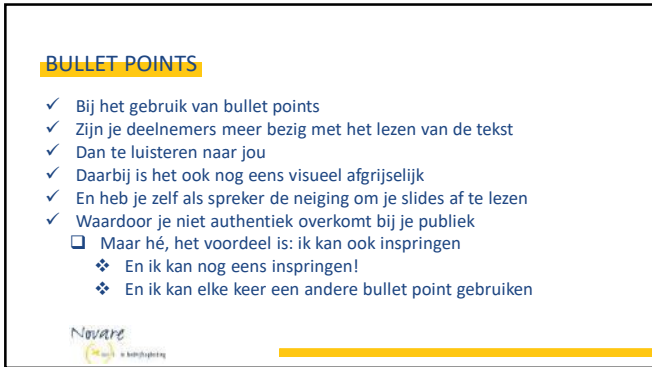 BULLET POINTS
✓ Bij het gebruik van bullet points
✓ Zijn je deelnemers meer bezig met het lezen van de tekst
✓ Dan te luisteren naar jou
✓ Daarbij is het ook nog eens visueel afgrijselijk
✓ En heb je zelf als spreker de neiging om je slides af te lezen
✓ Waardoor je niet authentiek overkomt bij je publiek
❑ Maar hé, het voordeel is: ik kan ook inspringen
❖ En ik kan nog eens inspringen!
❖ En ik kan elke keer een andere bullet point gebruiken
Novare